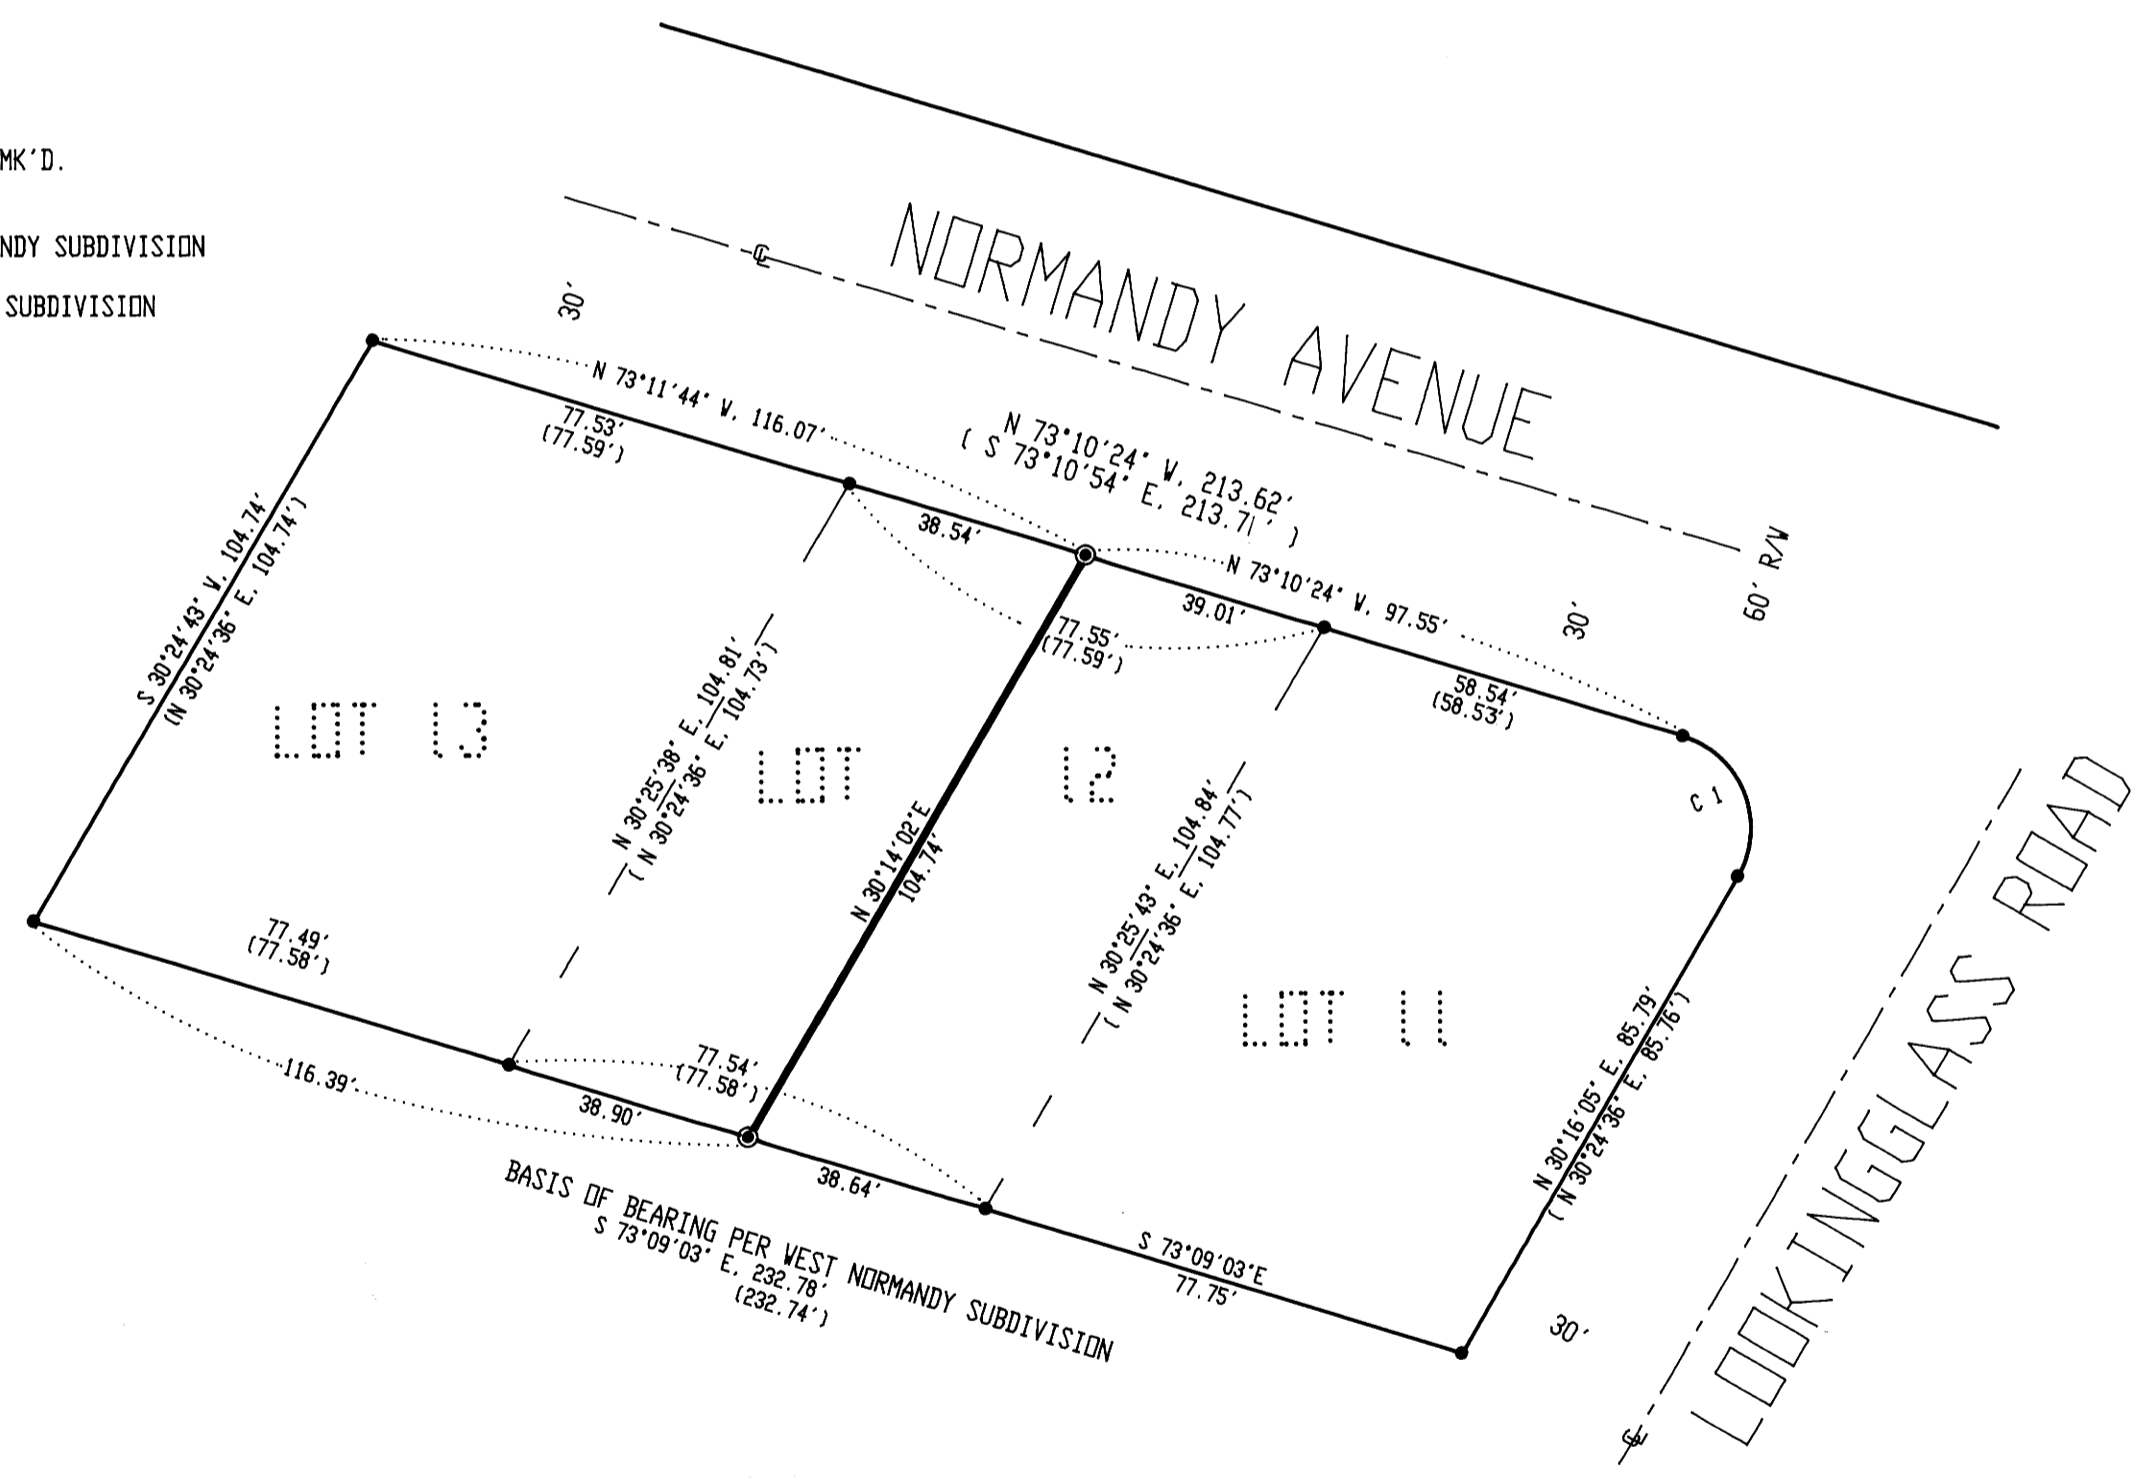 MK'D.
NDY SUBDIVISION
SUBDIVISION
NORMANDY AVENUE
30'
N 73°11'44" W, 116.07'
77.53'
(77.59')
N 73°10'24" W, 213.62'
( S 73°10'54" E, 213.71' )
38.54'
N 73°10'24" W, 97.55'
39.01'
30'
60' R/W
77.55'
(77.59')
58.54'
(58.53')
S 30°24'43" W, 104.74'
(N 30°24'36" E, 104.74')
LOT 13
N 30°25'38" E, 104.81'
( N 30°24'36" E, 104.73')
LOT 12
N 30°14'02"E
104.74'
N 30°25'43" E, 104.84'
( N 30°24'36" E, 104.77')
C 1
LOT 11
N 30°16'05" E, 85.79'
( N 30°24'36" E, 85.76')
LOOKINGGLASS ROAD
77.49'
(77.58')
116.39'
77.54'
(77.58')
38.90'
38.64'
BASIS OF BEARING PER WEST NORMANDY SUBDIVISION
S 73°09'03" E, 232.78'
(232.74')
S 73°09'03"E
77.75'
30'